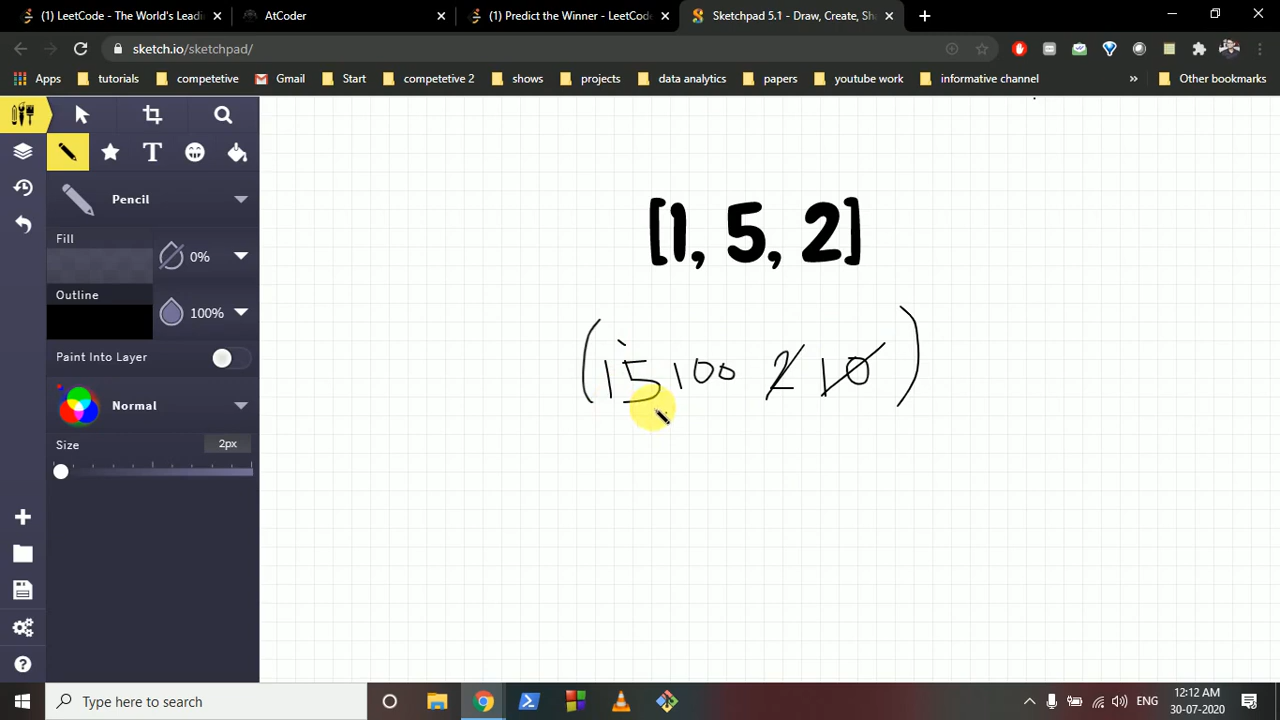 (1) LeetCode - The World's Leadi
AtCoder
(1) Predict the Winner - LeetCode
Sketchpad 5.1 - Draw, Create, Sha
sketch.io/sketchpad/
Apps
tutorials
competetive
Gmail
Start
competetive 2
shows
projects
data analytics
papers
youtube work
informative channel
»
Other bookmarks
T
Pencil
Fill
0%
Outline
100%
Paint Into Layer
Normal
Size
2px
[1, 5, 2]
(15 100 2 10)
Type here to search
ENG
12:12 AM
30-07-2020